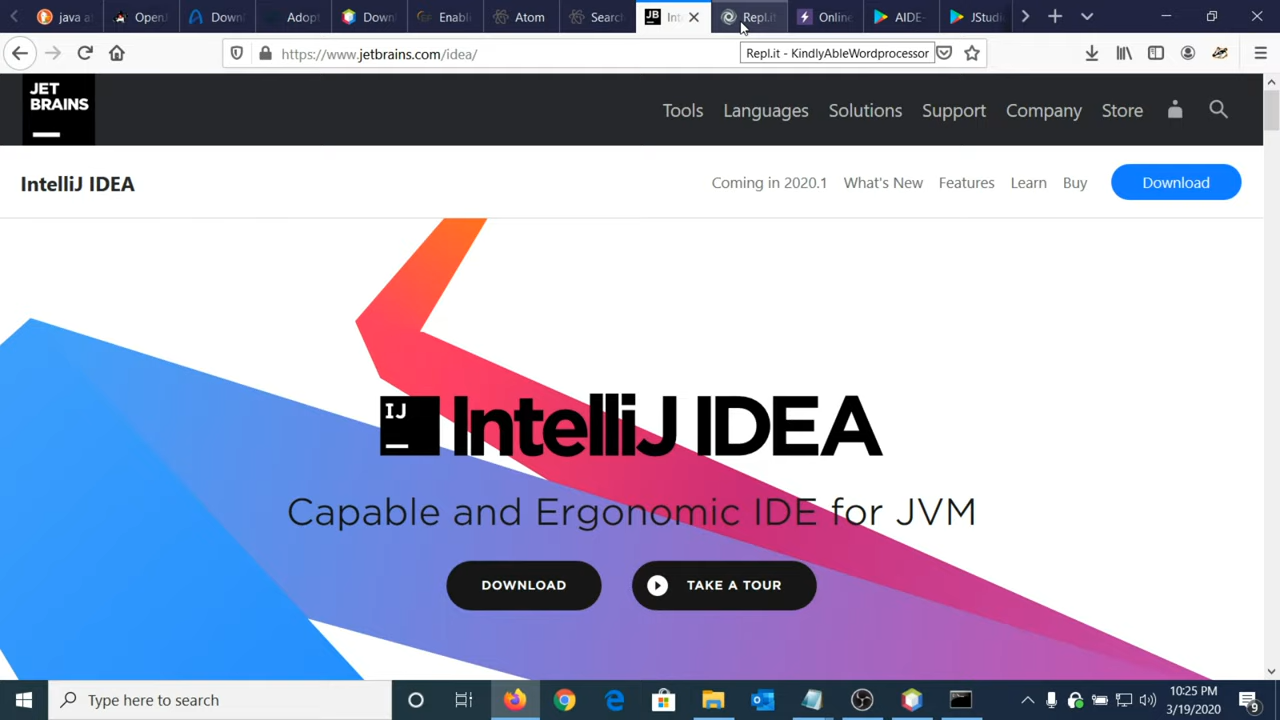 java a
OpenJ
Down
Adopt
Down
Enabli
Atom
Search
Int
Repl.it
Online
AIDE-
JStudi
https://www.jetbrains.com/idea/
Repl.it - KindlyAbleWordprocessor
JET
BRAINS
Tools Languages Solutions Support Company Store
IntelliJ IDEA
Coming in 2020.1 What's New Features Learn Buy Download
IJ
IntelliJ IDEA
Capable and Ergonomic IDE for JVM
DOWNLOAD TAKE A TOUR
Type here to search
10:25 PM
3/19/2020
9